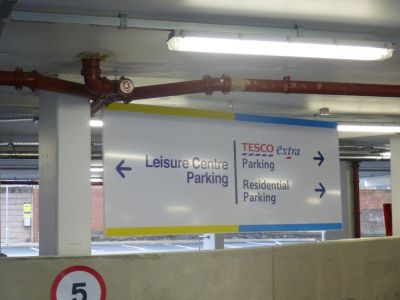 Leisure Centre
Parking
TESCO extra
Parking
Residential
Parking
5